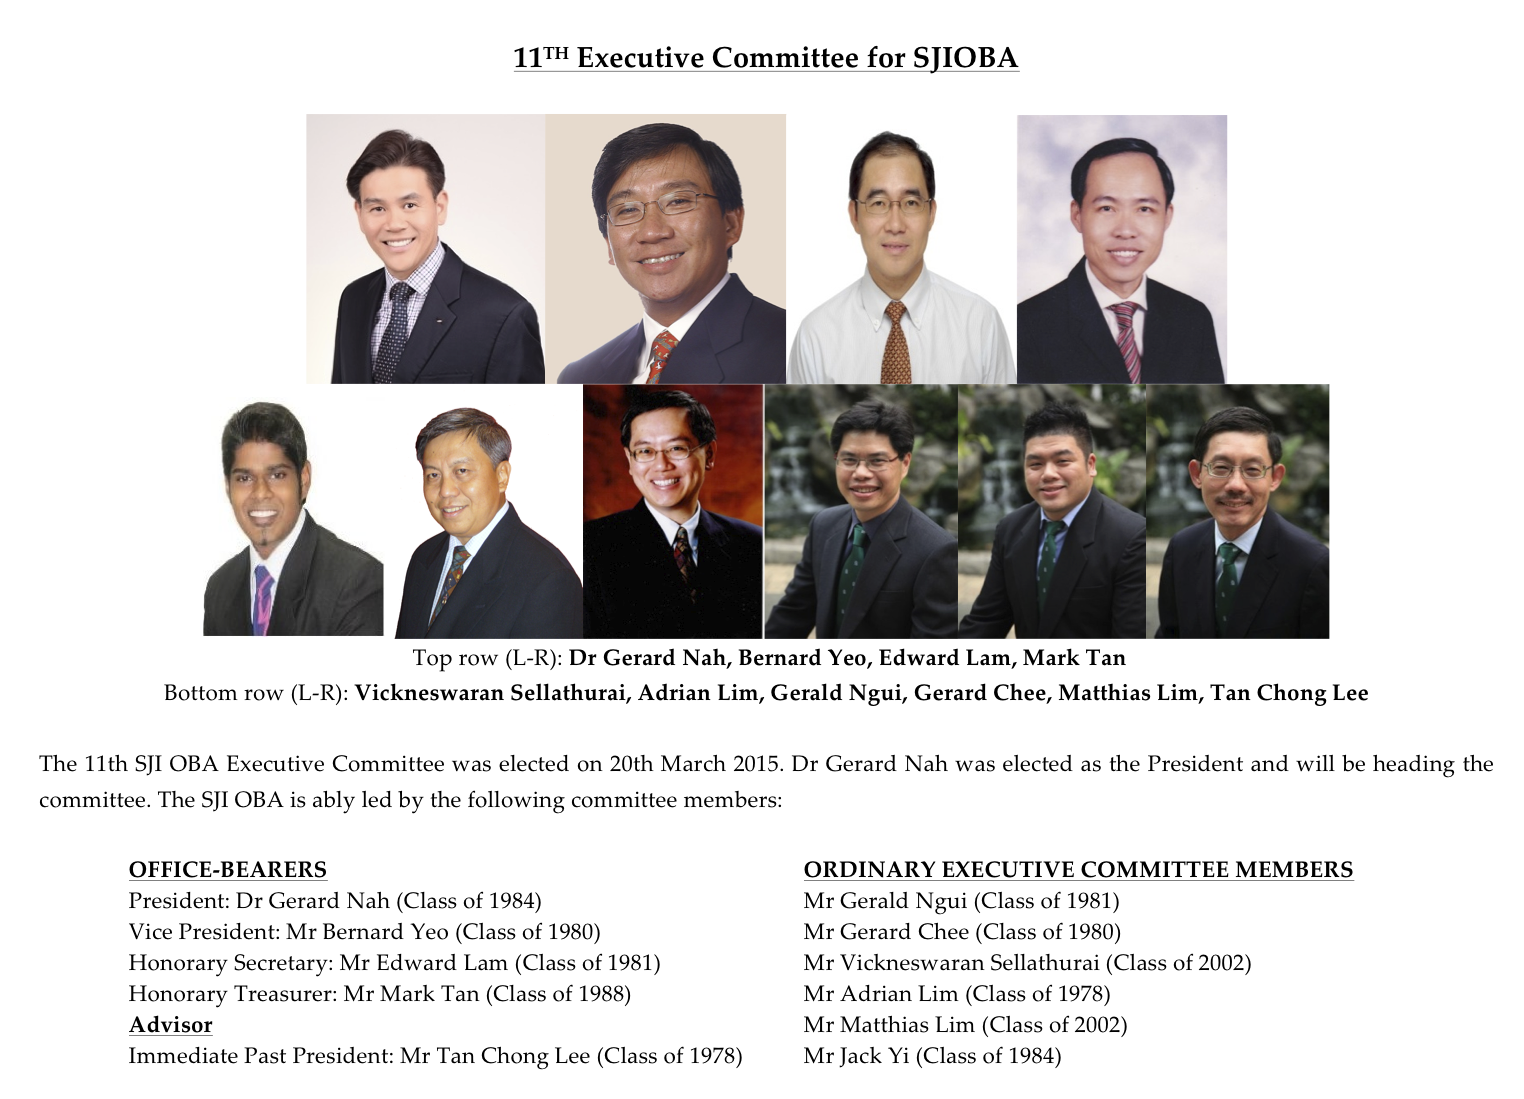 11TH Executive Committee for SJIOBA
Top row (L-R): Dr Gerard Nah, Bernard Yeo, Edward Lam, Mark Tan
Bottom row (L-R): Vickneswaran Sellathurai, Adrian Lim, Gerald Ngui, Gerard Chee, Matthias Lim, Tan Chong Lee
The 11th SJI OBA Executive Committee was elected on 20th March 2015. Dr Gerard Nah was elected as the President and will be heading the
committee. The SJI OBA is ably led by the following committee members:
OFFICE-BEARERS
President: Dr Gerard Nah (Class of 1984)
Vice President: Mr Bernard Yeo (Class of 1980)
Honorary Secretary: Mr Edward Lam (Class of 1981)
Honorary Treasurer: Mr Mark Tan (Class of 1988)
Advisor
Immediate Past President: Mr Tan Chong Lee (Class of 1978)
ORDINARY EXECUTIVE COMMITTEE MEMBERS
Mr Gerald Ngui (Class of 1981)
Mr Gerard Chee (Class of 1980)
Mr Vickneswaran Sellathurai (Class of 2002)
Mr Adrian Lim (Class of 1978)
Mr Matthias Lim (Class of 2002)
Mr Jack Yi (Class of 1984)